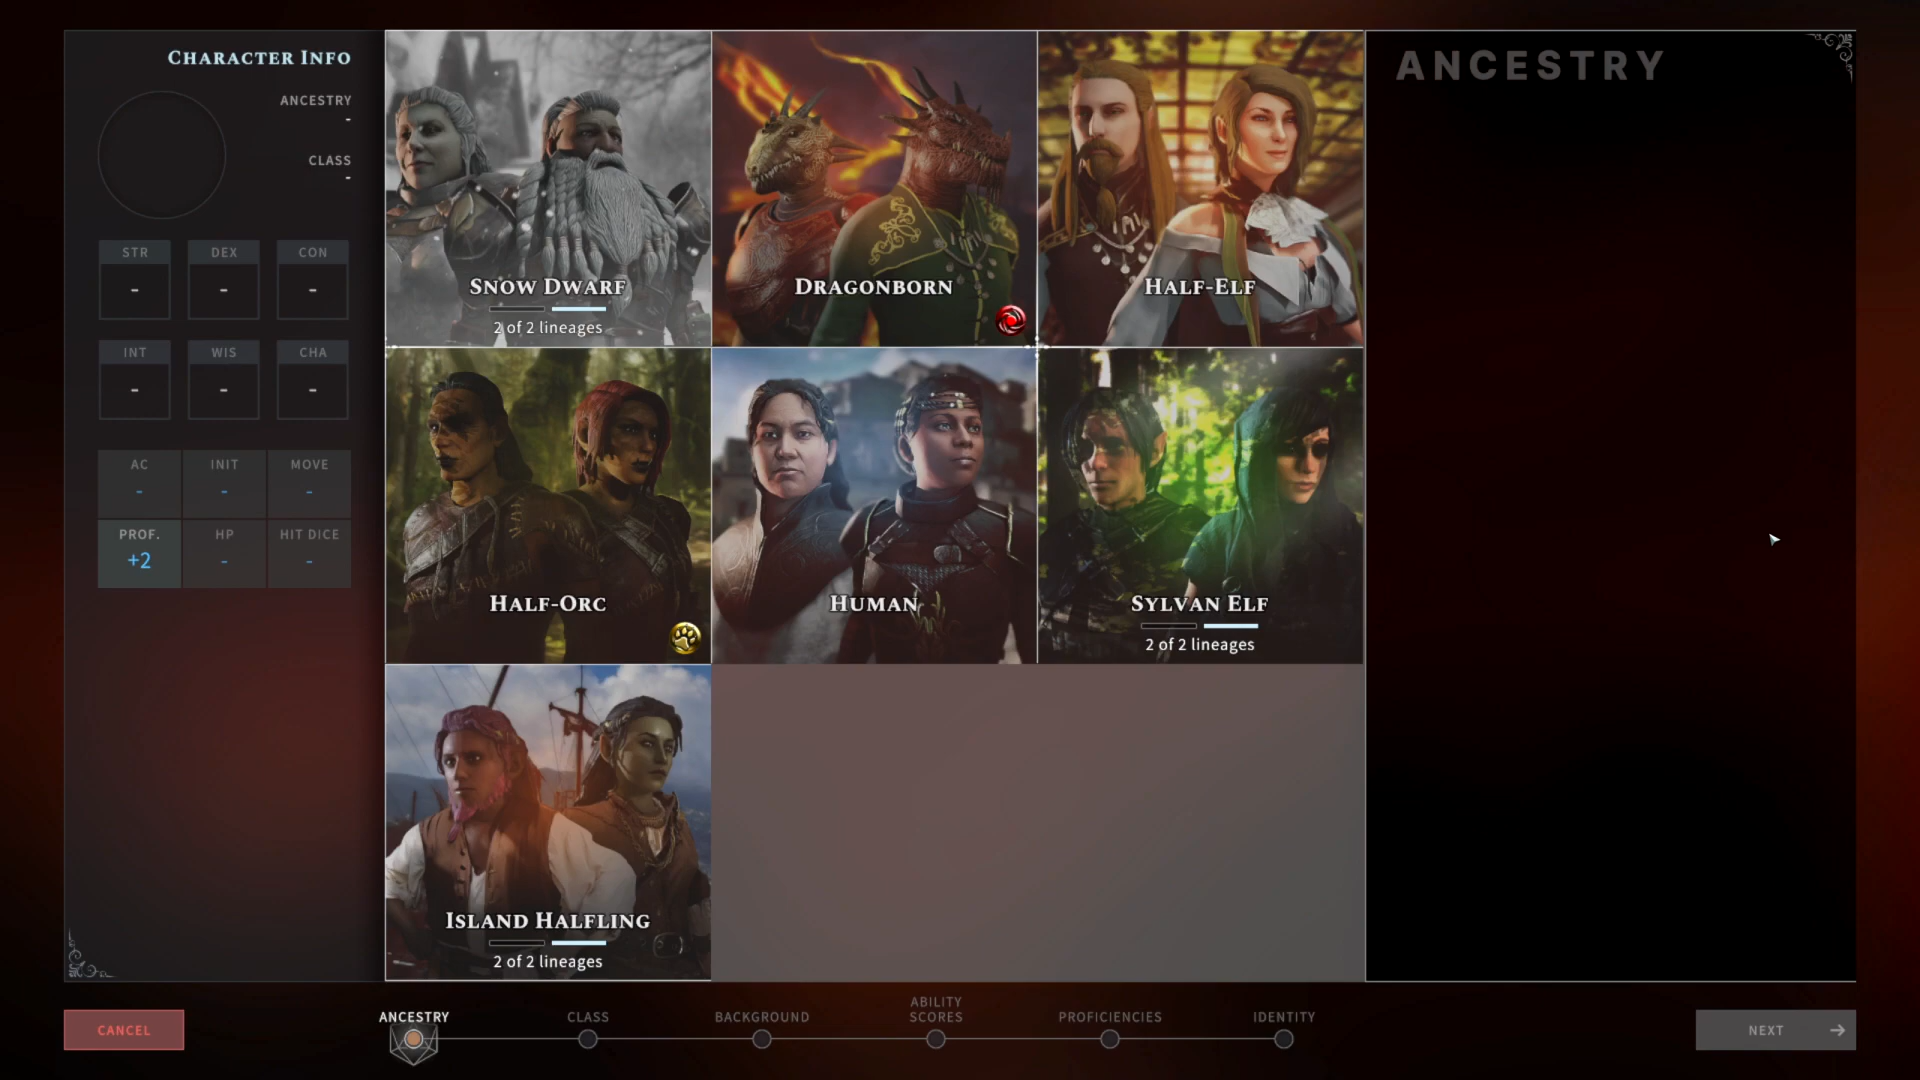 CHARACTER INFO
ANCESTRY
-
CLASS
-
STR
DEX
CON
-
-
-
INT
WIS
CHA
-
-
-
AC
INIT
MOVE
-
-
-
PROF.
HP
HIT DICE
+2
-
-
SNOW DWARF
2 of 2 lineages
DRAGONBORN
HALF-ELF
HALF-ORC
HUMAN
SYLVAN ELF
2 of 2 lineages
ISLAND HALFLING
2 of 2 lineages
ANCESTRY
CANCEL
ANCESTRY
CLASS
BACKGROUND
ABILITY
SCORES
PROFICIENCIES
IDENTITY
NEXT